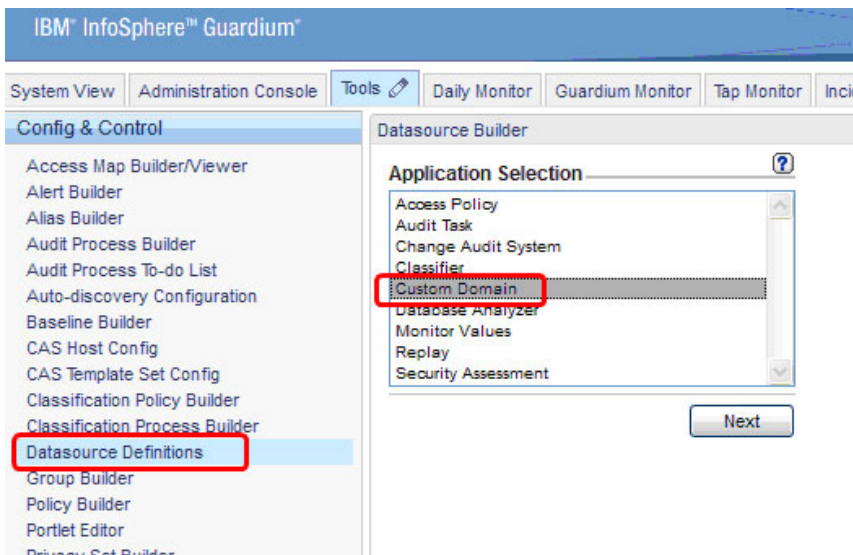 IBM® InfoSphere™ Guardium®
System View Administration Console Tools Daily Monitor Guardium Monitor Tap Monitor Inci
Config & Control
Access Map Builder/Viewer
Alert Builder
Alias Builder
Audit Process Builder
Audit Process To-do List
Auto-discovery Configuration
Baseline Builder
CAS Host Config
CAS Template Set Config
Classification Policy Builder
Classification Process Builder
Datasource Definitions
Group Builder
Policy Builder
Portlet Editor
Privacy Set Builder
Datasource Builder
Application Selection
?
Access Policy
Audit Task
Change Audit System
Classifier
Custom Domain
Database Analyzer
Monitor Values
Replay
Security Assessment
Next